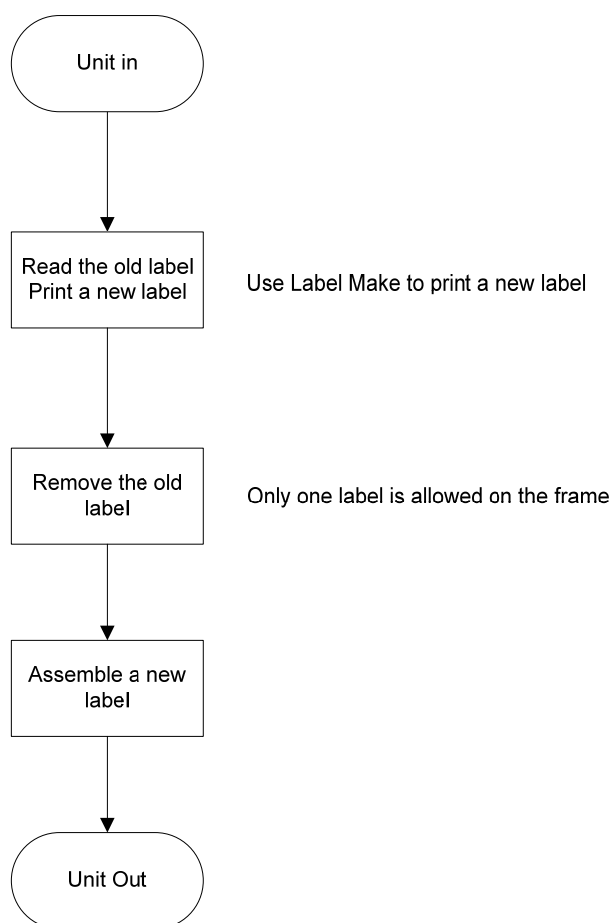 Unit in
Read the old label
Print a new label
Use Label Make to print a new label
Remove the old
label
Only one label is allowed on the frame
Assemble a new
label
Unit Out